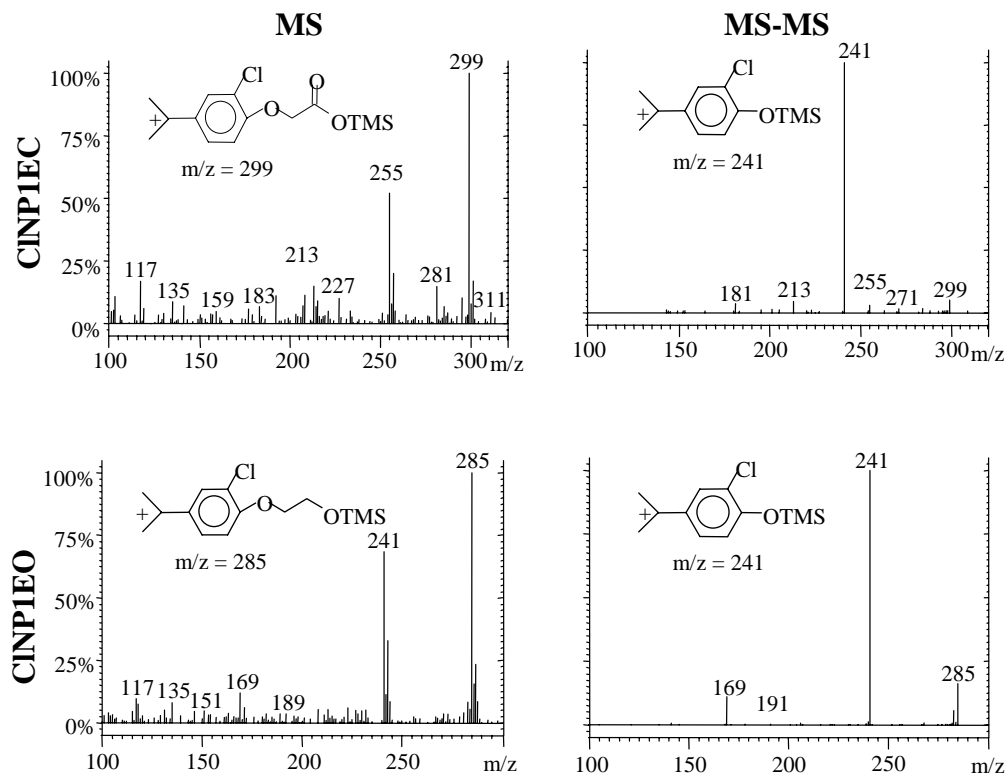 MS
MS-MS
ClNP1EC
100%
75%
50%
25%
0%
Cl
O
O
OTMS
+
m/z = 299
299
255
213
117
135
159
183
227
281
311
100
150
200
250
300
m/z
241
Cl
OTMS
+
m/z = 241
181
213
255
271
299
100
150
200
250
300
m/z
ClNP1EO
100%
75%
50%
25%
0%
Cl
O
OTMS
+
m/z = 285
285
241
117
135
151
169
189
100
150
200
250
m/z
241
Cl
OTMS
+
m/z = 241
169
191
285
100
150
200
250
m/z